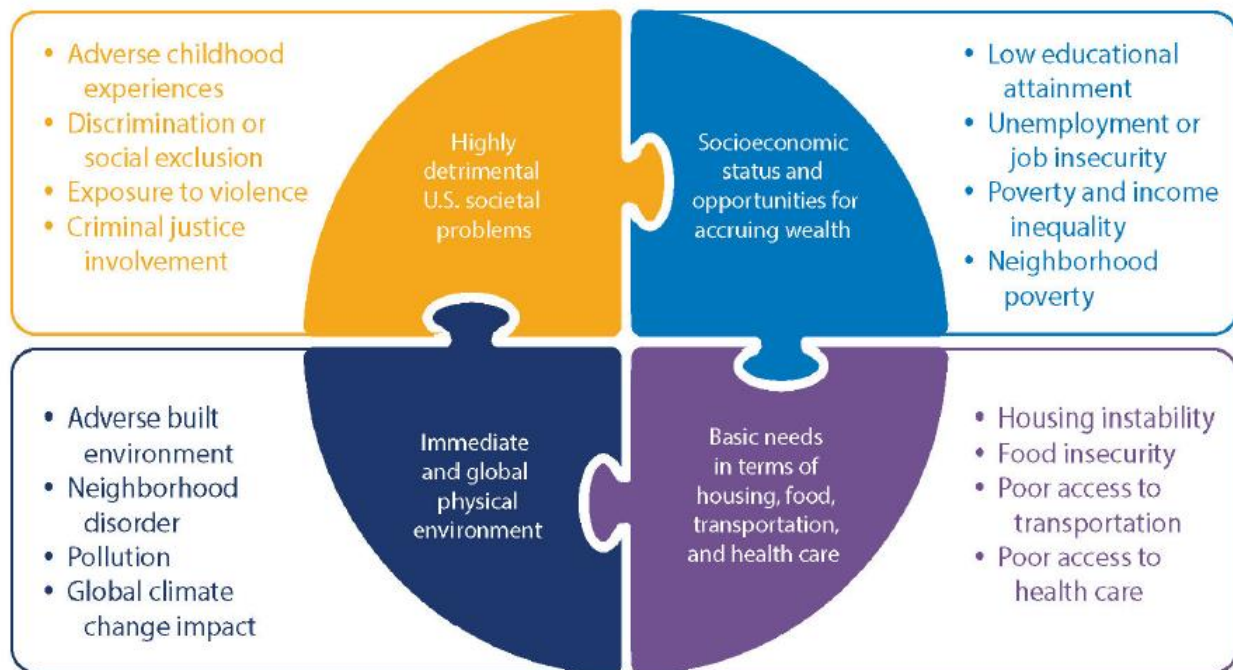 • Adverse childhood
experiences
• Discrimination or
social exclusion
• Exposure to violence
• Criminal justice
involvement
Highly
detrimental
U.S. societal
problems
Socioeconomic
status and
opportunities for
accruing wealth
• Low educational
attainment
• Unemployment or
job insecurity
• Poverty and income
inequality
• Neighborhood
poverty
• Adverse built
environment
• Neighborhood
disorder
• Pollution
• Global climate
change impact
Immediate
and global
physical
environment
Basic needs
in terms of
housing, food,
transportation,
and health care
• Housing instability
• Food insecurity
• Poor access to
transportation
• Poor access to
health care